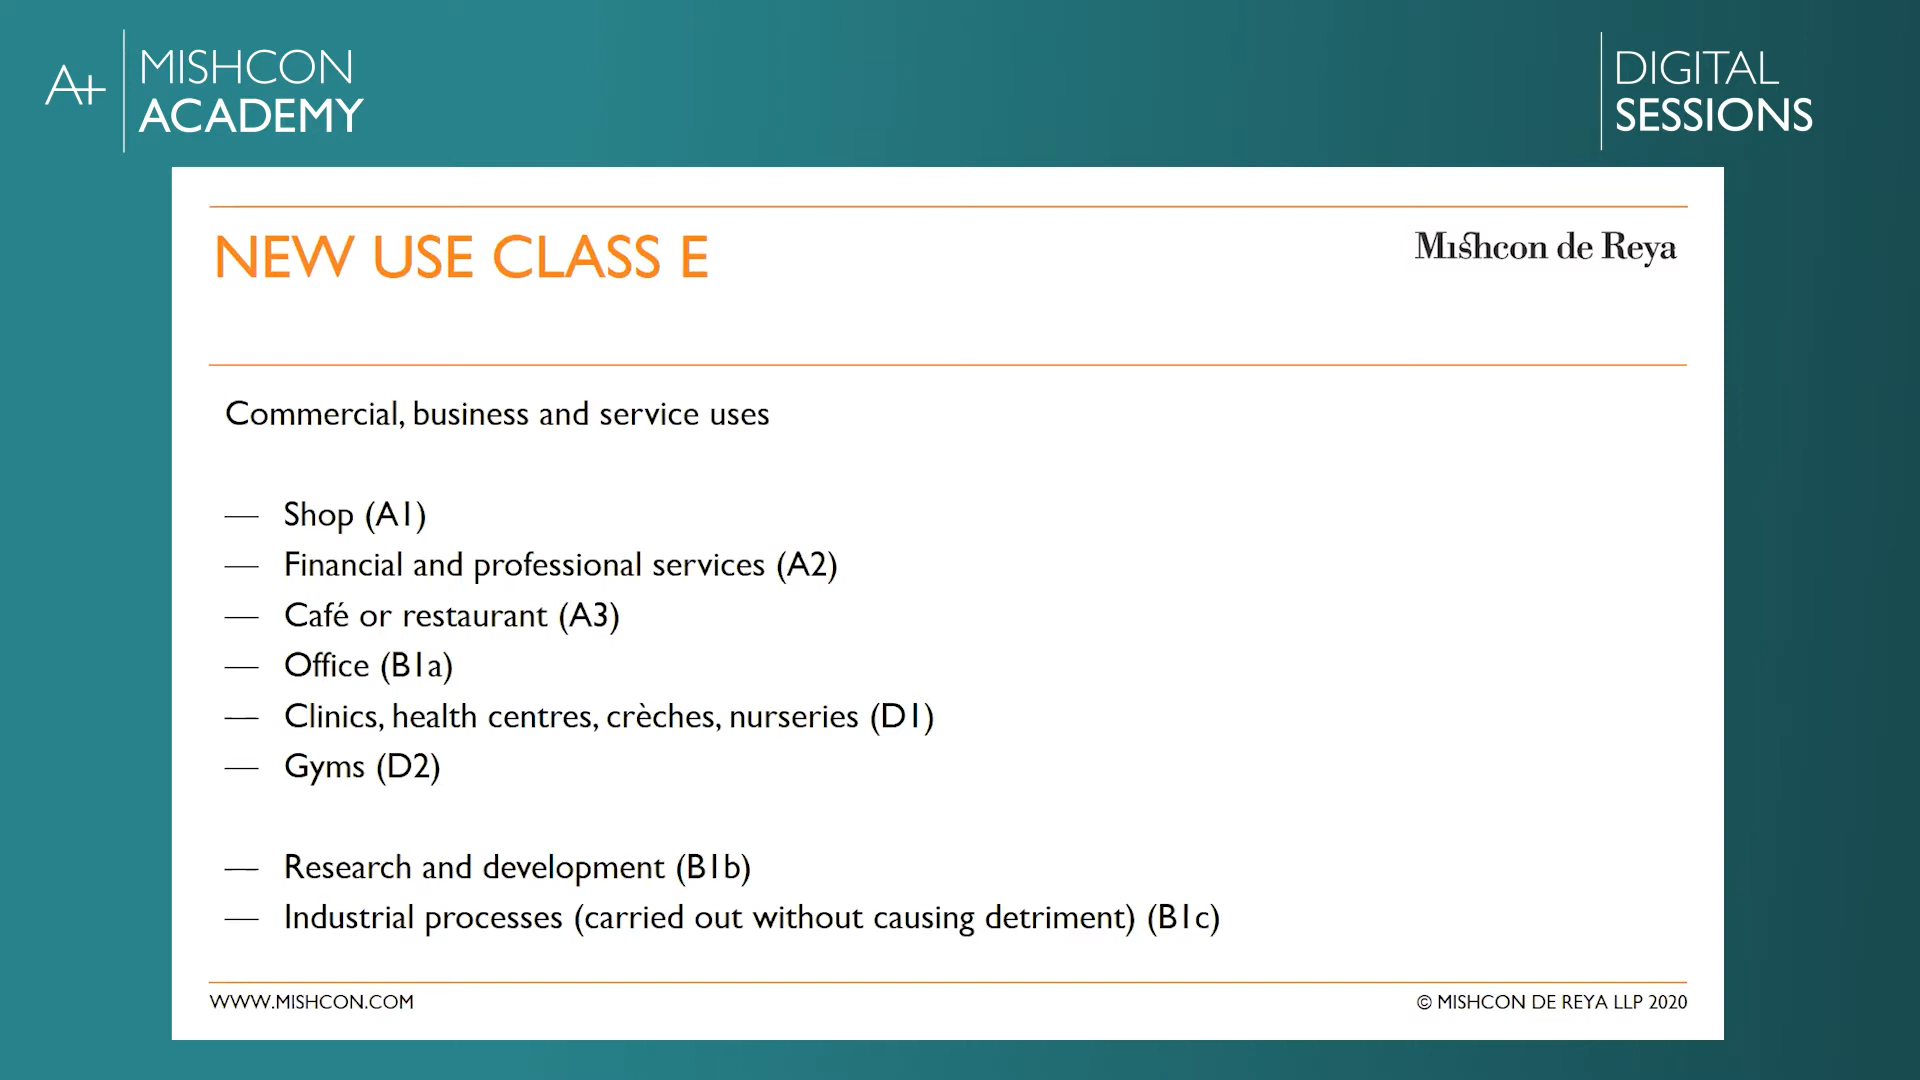 A+ MISHCON
ACADEMY
DIGITAL
SESSIONS
NEW USE CLASS E
Mishcon de Reya
Commercial, business and service uses
— Shop (A1)
— Financial and professional services (A2)
— Café or restaurant (A3)
— Office (B1a)
— Clinics, health centres, crèches, nurseries (D1)
— Gyms (D2)
— Research and development (B1b)
— Industrial processes (carried out without causing detriment) (B1c)
WWW.MISHCON.COM
© MISHCON DE REYA LLP 2020